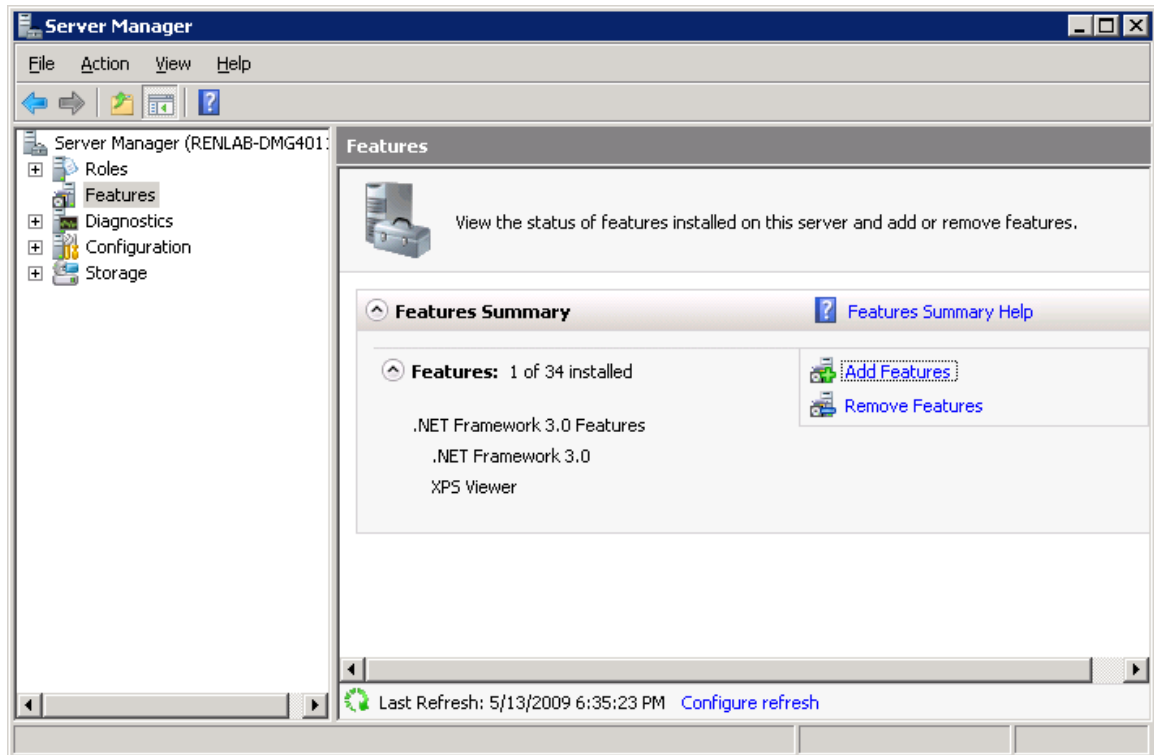 Server Manager
File Action View Help
Server Manager (RENLAB-DMG401
Roles
Features
Diagnostics
Configuration
Storage
Features
View the status of features installed on this server and add or remove features.
Features Summary
Features Summary Help
Features: 1 of 34 installed
Add Features
Remove Features
.NET Framework 3.0 Features
.NET Framework 3.0
XPS Viewer
Last Refresh: 5/13/2009 6:35:23 PM Configure refresh